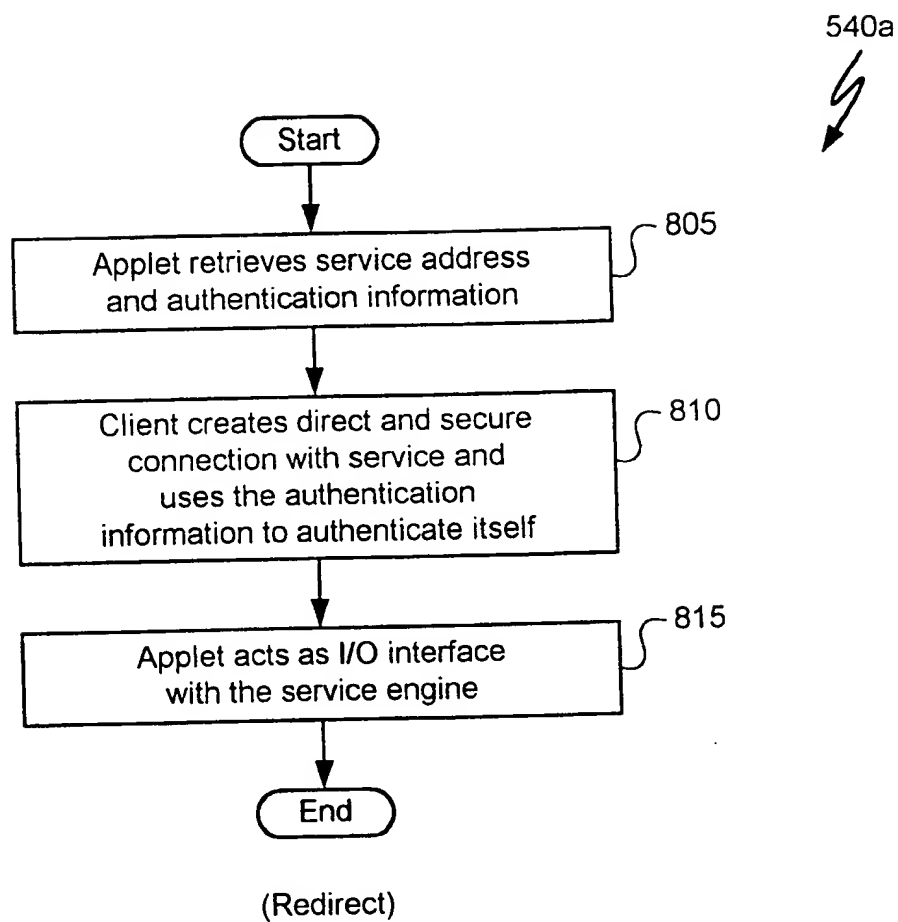 540a
Start
805
Applet retrieves service address
and authentication information
810
Client creates direct and secure
connection with service and
uses the authentication
information to authenticate itself
815
Applet acts as I/O interface
with the service engine
End
(Redirect)